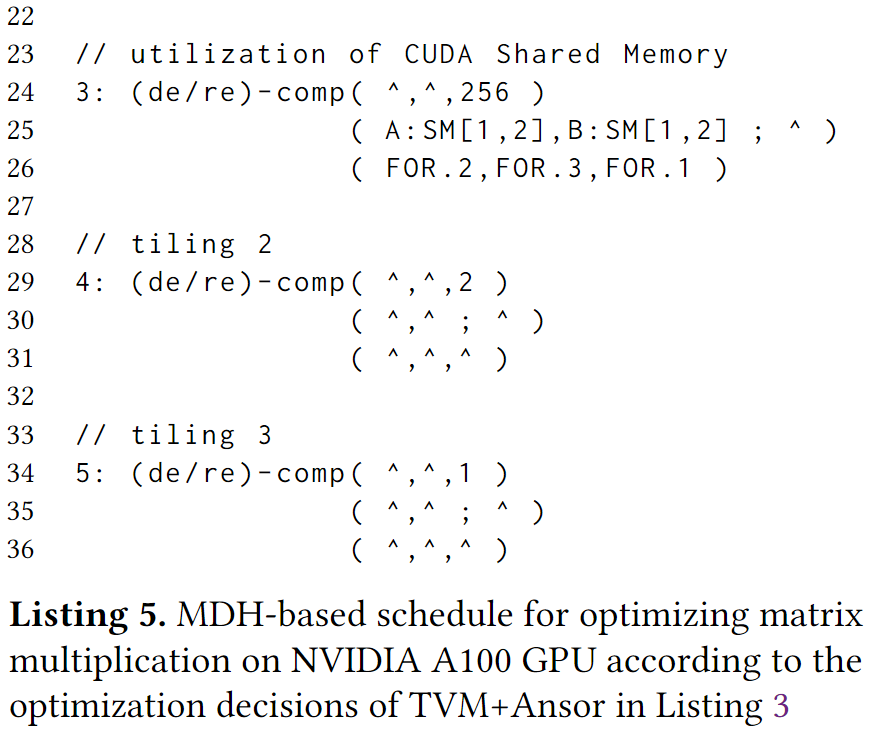 22
23 // utilization of CUDA Shared Memory
24 3: (de/re)-comp( ^,^,256 )
25 ( A:SM[1,2],B:SM[1,2] ; ^ )
26 ( FOR.2,FOR.3,FOR.1 )
27
28 // tiling 2
29 4: (de/re)-comp( ^,^,2 )
30 ( ^,^ ; ^ )
31 ( ^,^,^ )
32
33 // tiling 3
34 5: (de/re)-comp( ^,^,1 )
35 ( ^,^ ; ^ )
36 ( ^,^,^ )
Listing 5. MDH-based schedule for optimizing matrix
multiplication on NVIDIA A100 GPU according to the
optimization decisions of TVM+Ansor in Listing 3